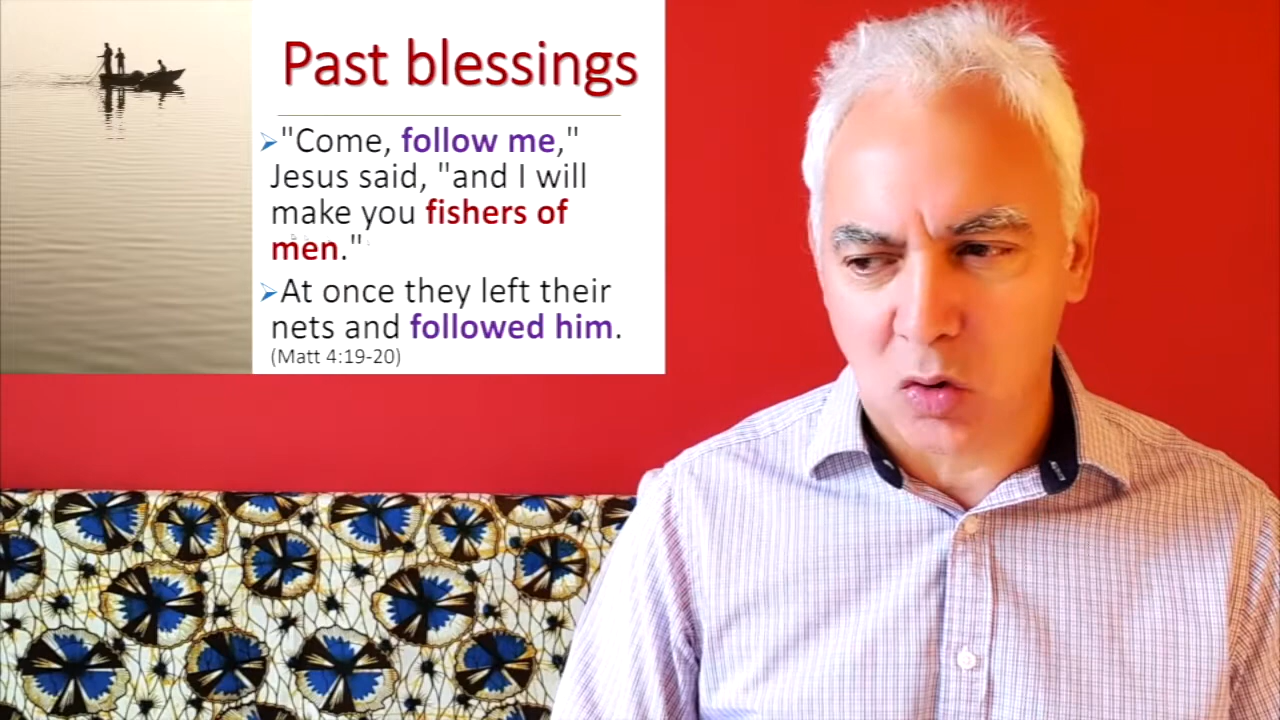 Past blessings
"Come, follow me,"
Jesus said, "and I will
make you fishers of
men."
At once they left their
nets and followed him.
(Matt 4:19-20)